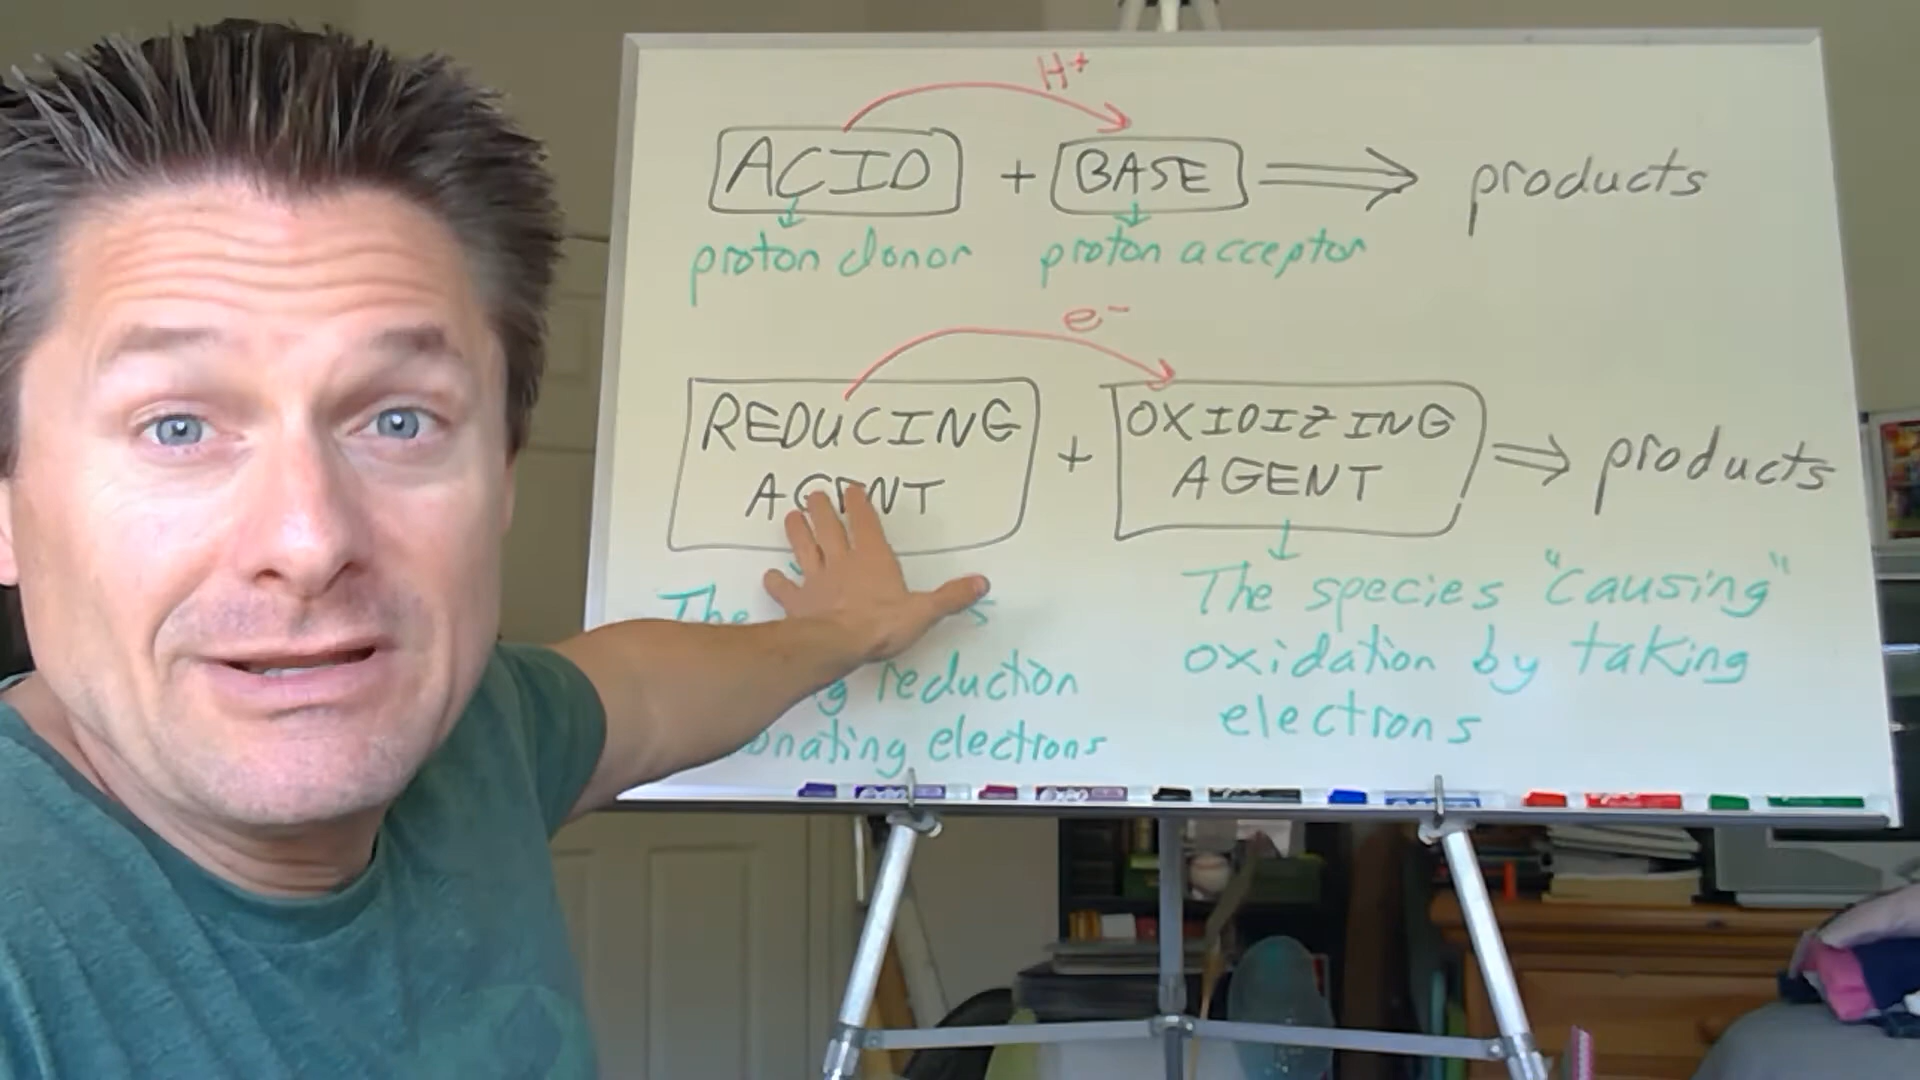 H+
ACID + BASE ⟹ products
proton donor proton acceptor
e-
REDUCING OXIDIZING
AGENT + AGENT ⟹ products
The "causing"
The species
reduction oxidation by taking
electrons electrons